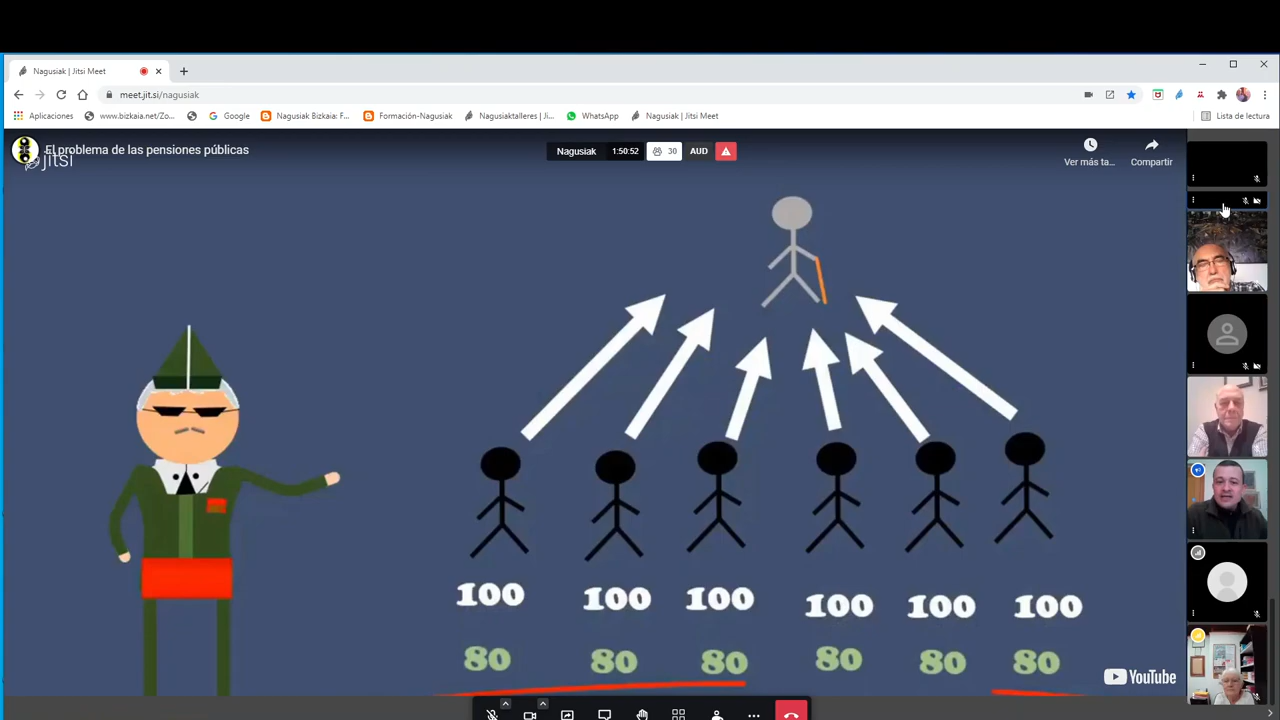 Nagusiak | Jitsi Meet
meet.jit.si/nagusiak
Aplicaciones
www.bizkaia.net/Zo...
Google
Nagusiak Bizkaia: F...
Formación-Nagusiak
Nagusiaktalleres | Ji...
WhatsApp
Nagusiak | Jitsi Meet
Lista de lectura
El problema de las pensiones públicas
jitsi
Nagusiak
1:50:52
30
AUD
Ver más ta...
Compartir
100 100 100 100 100 100
80 80 80 80 80 80
YouTube